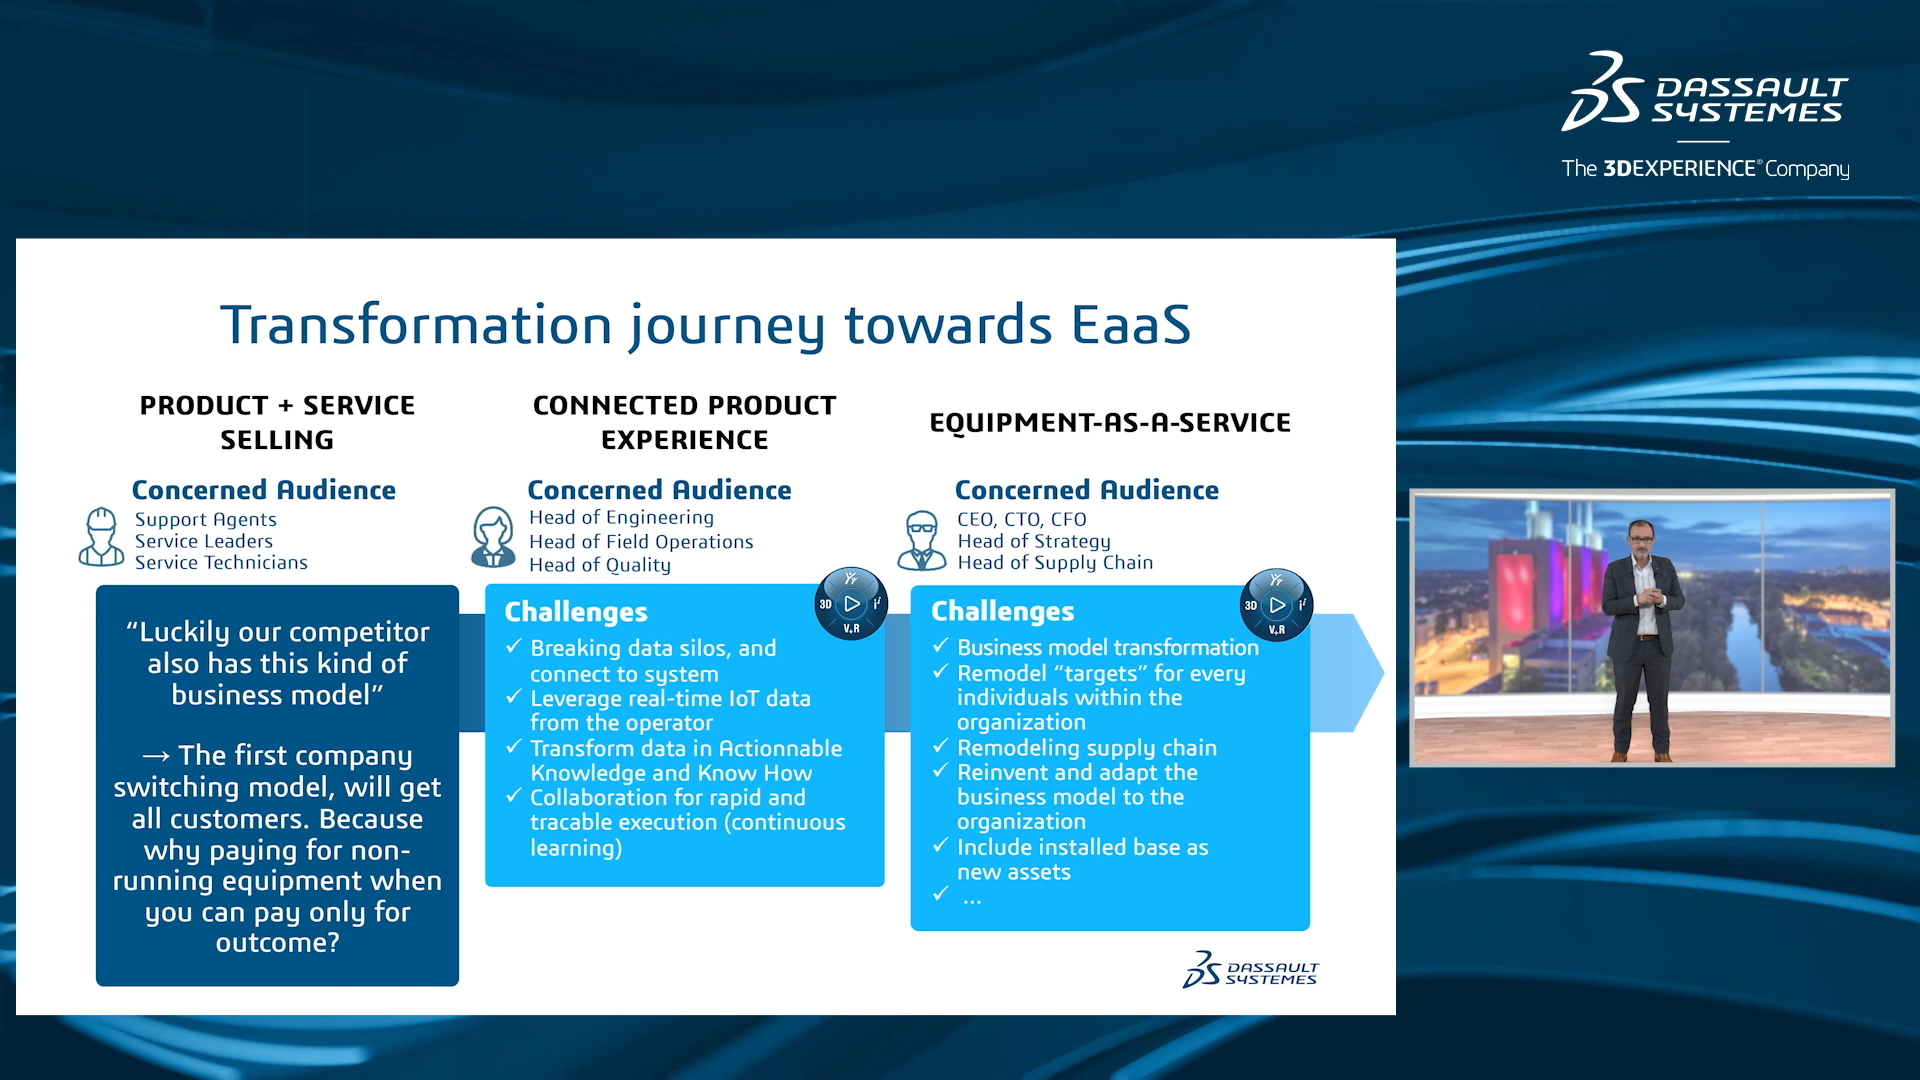 DASSAULT
SYSTEMES
The 3DEXPERIENCE® Company
Transformation journey towards EaaS
PRODUCT + SERVICE
SELLING
Concerned Audience
Support Agents
Service Leaders
Service Technicians
“Luckily our competitor
also has this kind of
business model”
→ The first company
switching model, will get
all customers. Because
why paying for non-
running equipment when
you can pay only for
outcome?
CONNECTED PRODUCT
EXPERIENCE
Concerned Audience
Head of Engineering
Head of Field Operations
Head of Quality
3D
V+R
Challenges
✓ Breaking data silos, and
connect to system
✓ Leverage real-time IoT data
from the operator
✓ Transform data in Actionnable
Knowledge and Know How
✓ Collaboration for rapid and
tracable execution (continuous
learning)
EQUIPMENT-AS-A-SERVICE
Concerned Audience
CEO, CTO, CFO
Head of Strategy
Head of Supply Chain
3D
V+R
Challenges
✓ Business model transformation
✓ Remodel “targets” for every
individuals within the
organization
✓ Remodeling supply chain
✓ Reinvent and adapt the
business model to the
organization
✓ Include installed base as
new assets
✓ ...
DASSAULT
SYSTEMES